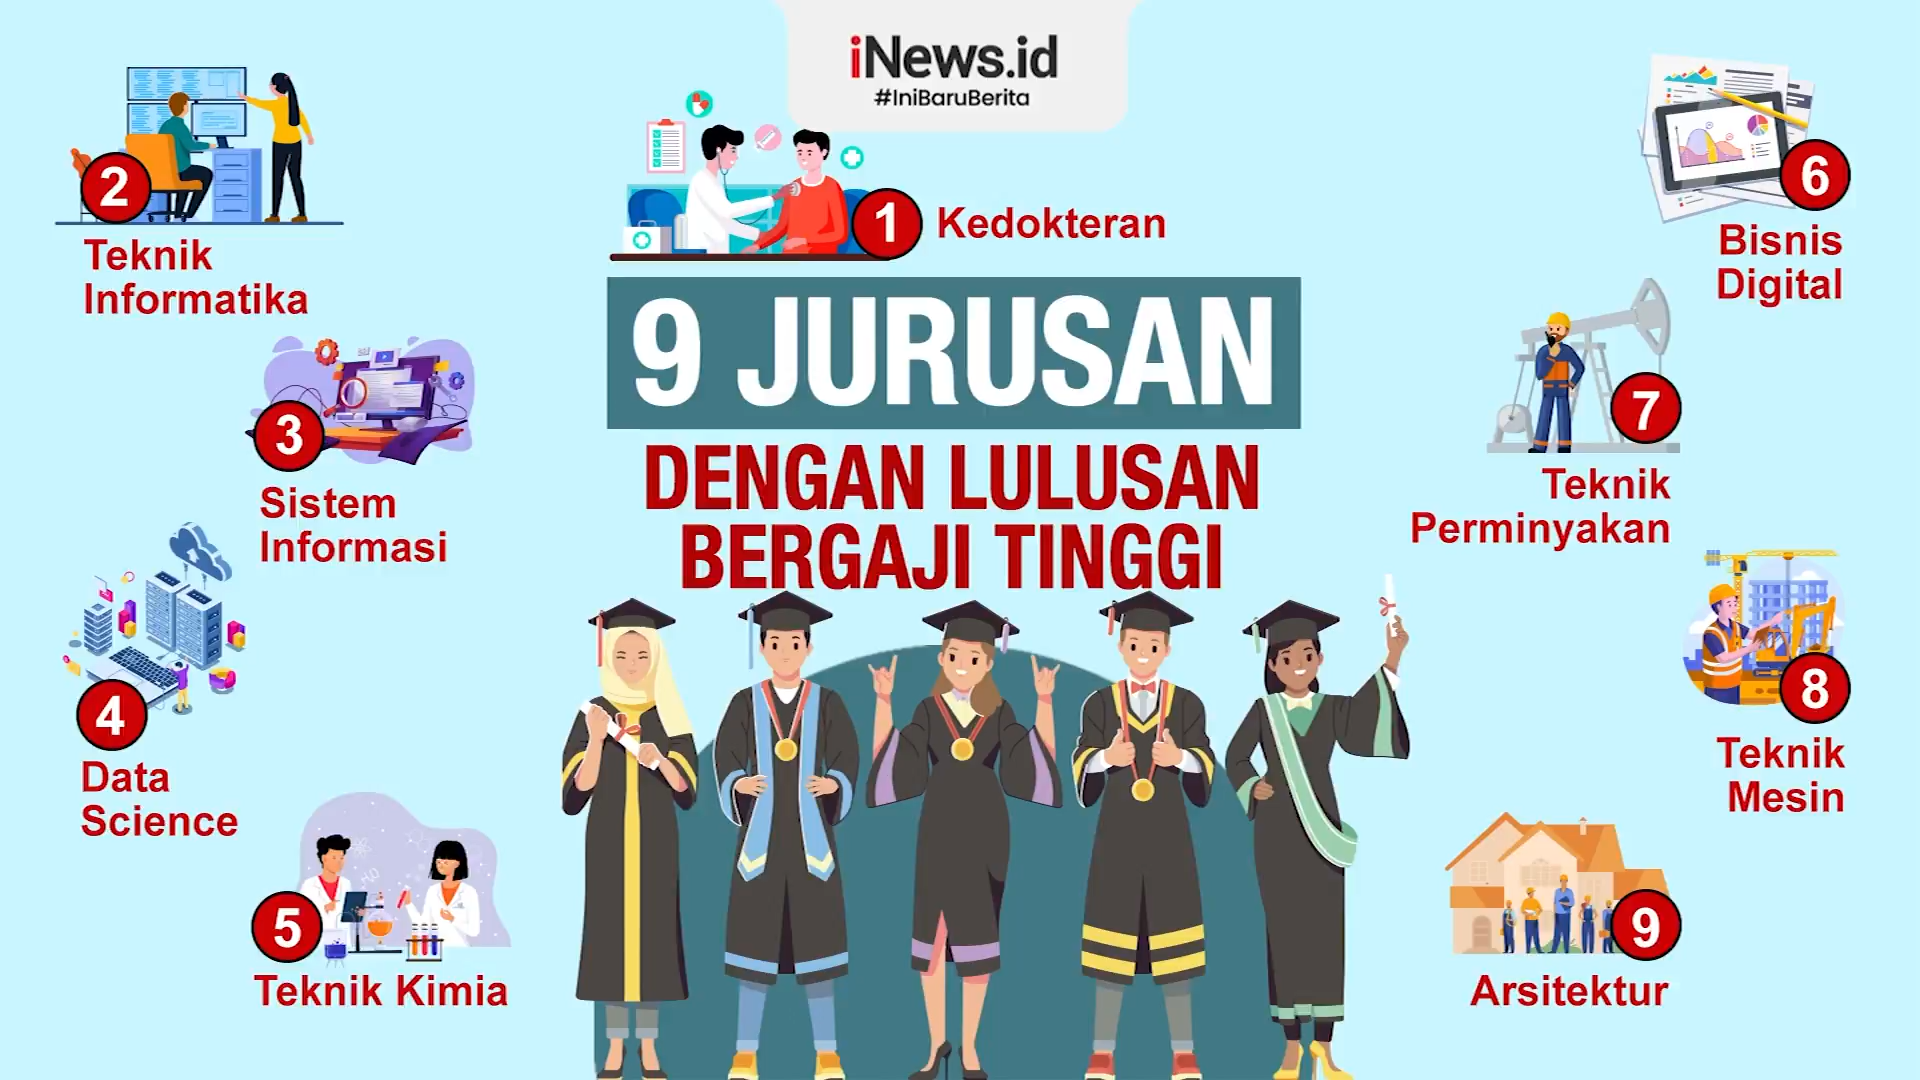 iNews.id
#IniBaruBerita
1
Kedokteran
9 JURUSAN
DENGAN LULUSAN
BERGAJI TINGGI
2
Teknik
Informatika
3
Sistem
Informasi
4
Data
Science
5
Teknik Kimia
6
Bisnis
Digital
7
Teknik
Perminyakan
8
Teknik
Mesin
9
Arsitektur